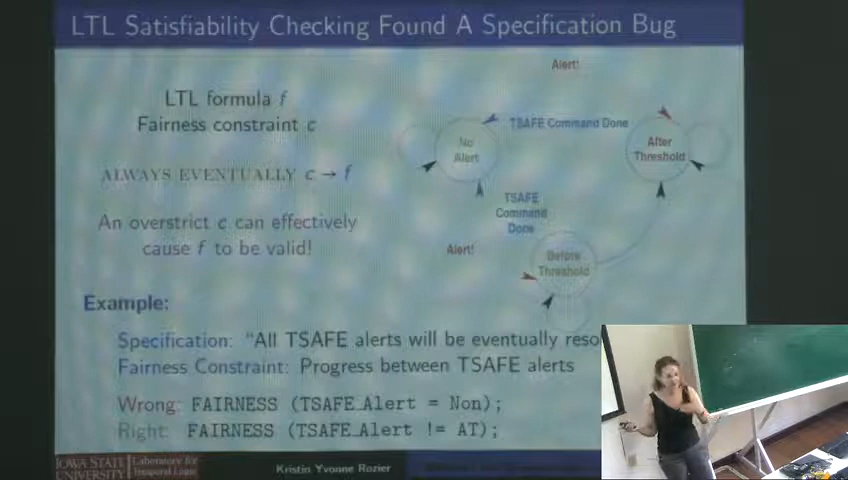 LTL Satisfiability Checking Found A Specification Bug
LTL formula f
Fairness constraint c
ALWAYS EVENTUALLY c → f
An overstrict c can effectively
cause f to be valid!
Alert!
No
Alert
TSAFE Command Done
After
Threshold
TSAFE
Command
Done
Alert!
Before
Threshold
Example:
Specification: "All TSAFE alerts will be eventually reso
Fairness Constraint: Progress between TSAFE alerts
Wrong: FAIRNESS (TSAFE_Alert = Non);
Right: FAIRNESS (TSAFE_Alert != AT);
IOWA STATE
UNIVERSITY
Laboratory for
Temporal Logic
Kristin Yvonne Rozier